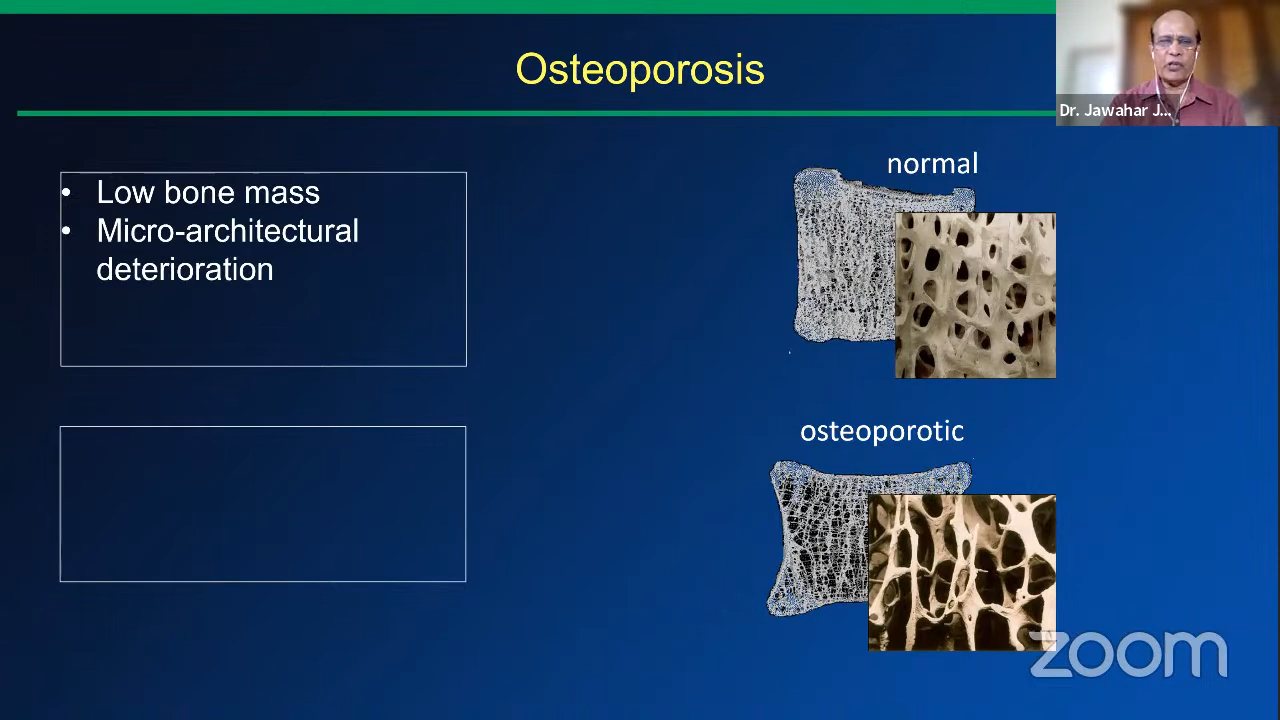 Osteoporosis
Dr. Jawahar J...
• Low bone mass
• Micro-architectural
deterioration
normal
osteoporotic
zoom